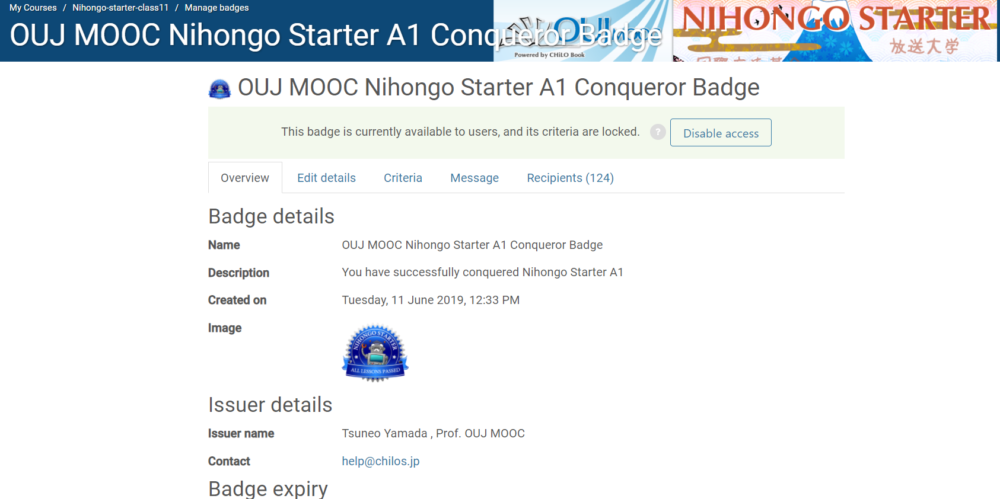 My Courses / Nihongo-starter-class11 / Manage badges
OUJ MOOC Nihongo Starter A1 Conqueror Badge
OUJ MOOC
Powered by CHiLO Book
NIHONGO STARTER
放送大学
OUJ MOOC Nihongo Starter A1 Conqueror Badge
This badge is currently available to users, and its criteria are locked. ? Disable access
Overview Edit details Criteria Message Recipients (124)
Badge details
Name OUJ MOOC Nihongo Starter A1 Conqueror Badge
Description You have successfully conquered Nihongo Starter A1
Created on Tuesday, 11 June 2019, 12:33 PM
Image
NIHONGO STARTER
ALL LESSONS PASSED
Issuer details
Issuer name Tsuneo Yamada , Prof. OUJ MOOC
Contact help@chilos.jp
Badge expiry